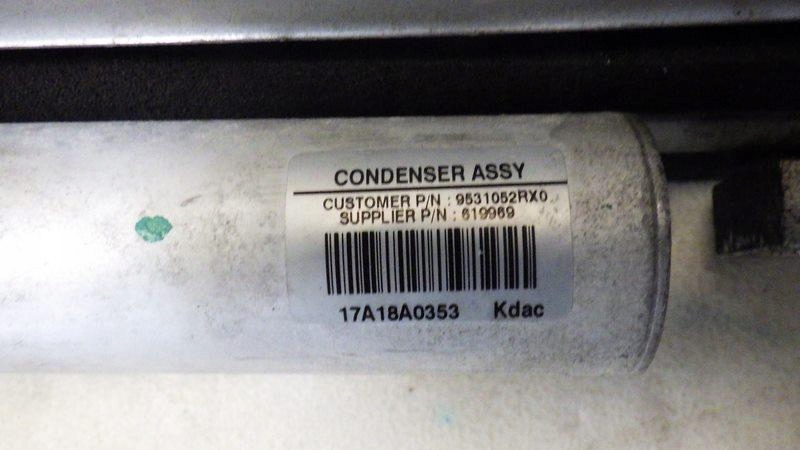 CONDENSER ASSY
CUSTOMER P/N : 9531052RX0
SUPPLIER P/N : 619969
17A18A0353 Kdac